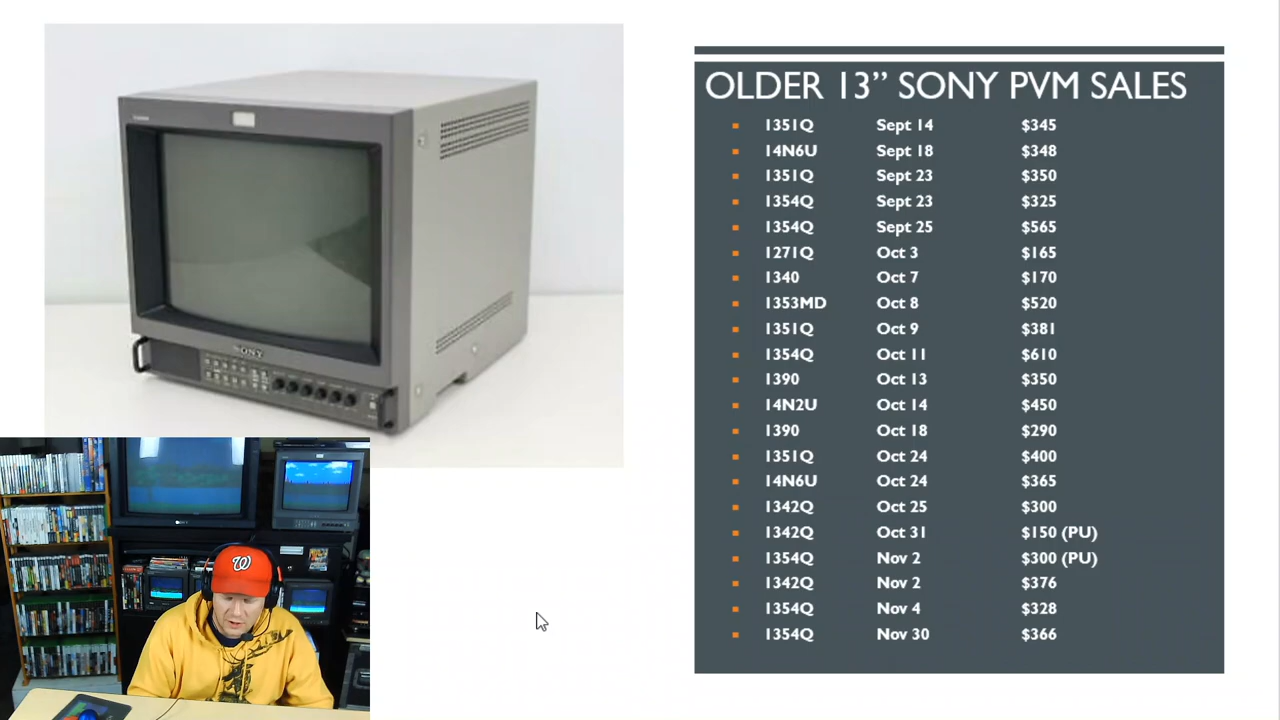 OLDER 13” SONY PVM SALES
1351Q Sept 14 $345
14N6U Sept 18 $348
1351Q Sept 23 $350
1354Q Sept 23 $325
1354Q Sept 25 $565
1271Q Oct 3 $165
1340 Oct 7 $170
1353MD Oct 8 $520
1351Q Oct 9 $381
1354Q Oct 11 $610
1390 Oct 13 $350
14N2U Oct 14 $450
1390 Oct 18 $290
1351Q Oct 24 $400
14N6U Oct 24 $365
1342Q Oct 25 $300
1342Q Oct 31 $150 (PU)
1354Q Nov 2 $300 (PU)
1342Q Nov 2 $376
1354Q Nov 4 $328
1354Q Nov 30 $366
SONY
SONY
W